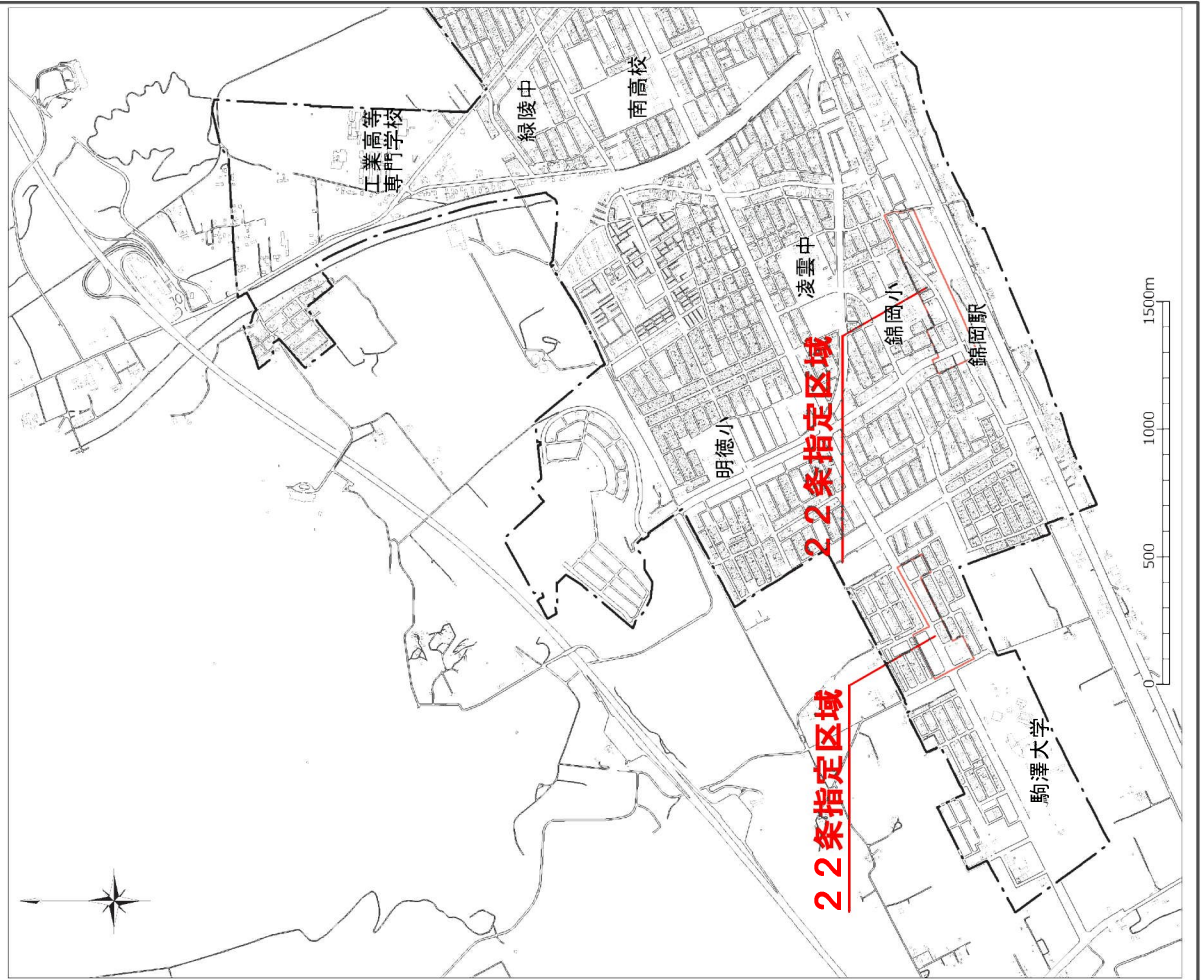 工業高等
専門学校
緑陵中
南高校
凌雲中
明徳小
錦岡小
錦岡駅
22条指定区域
22条指定区域
駒澤大学
0
500
1000
1500m